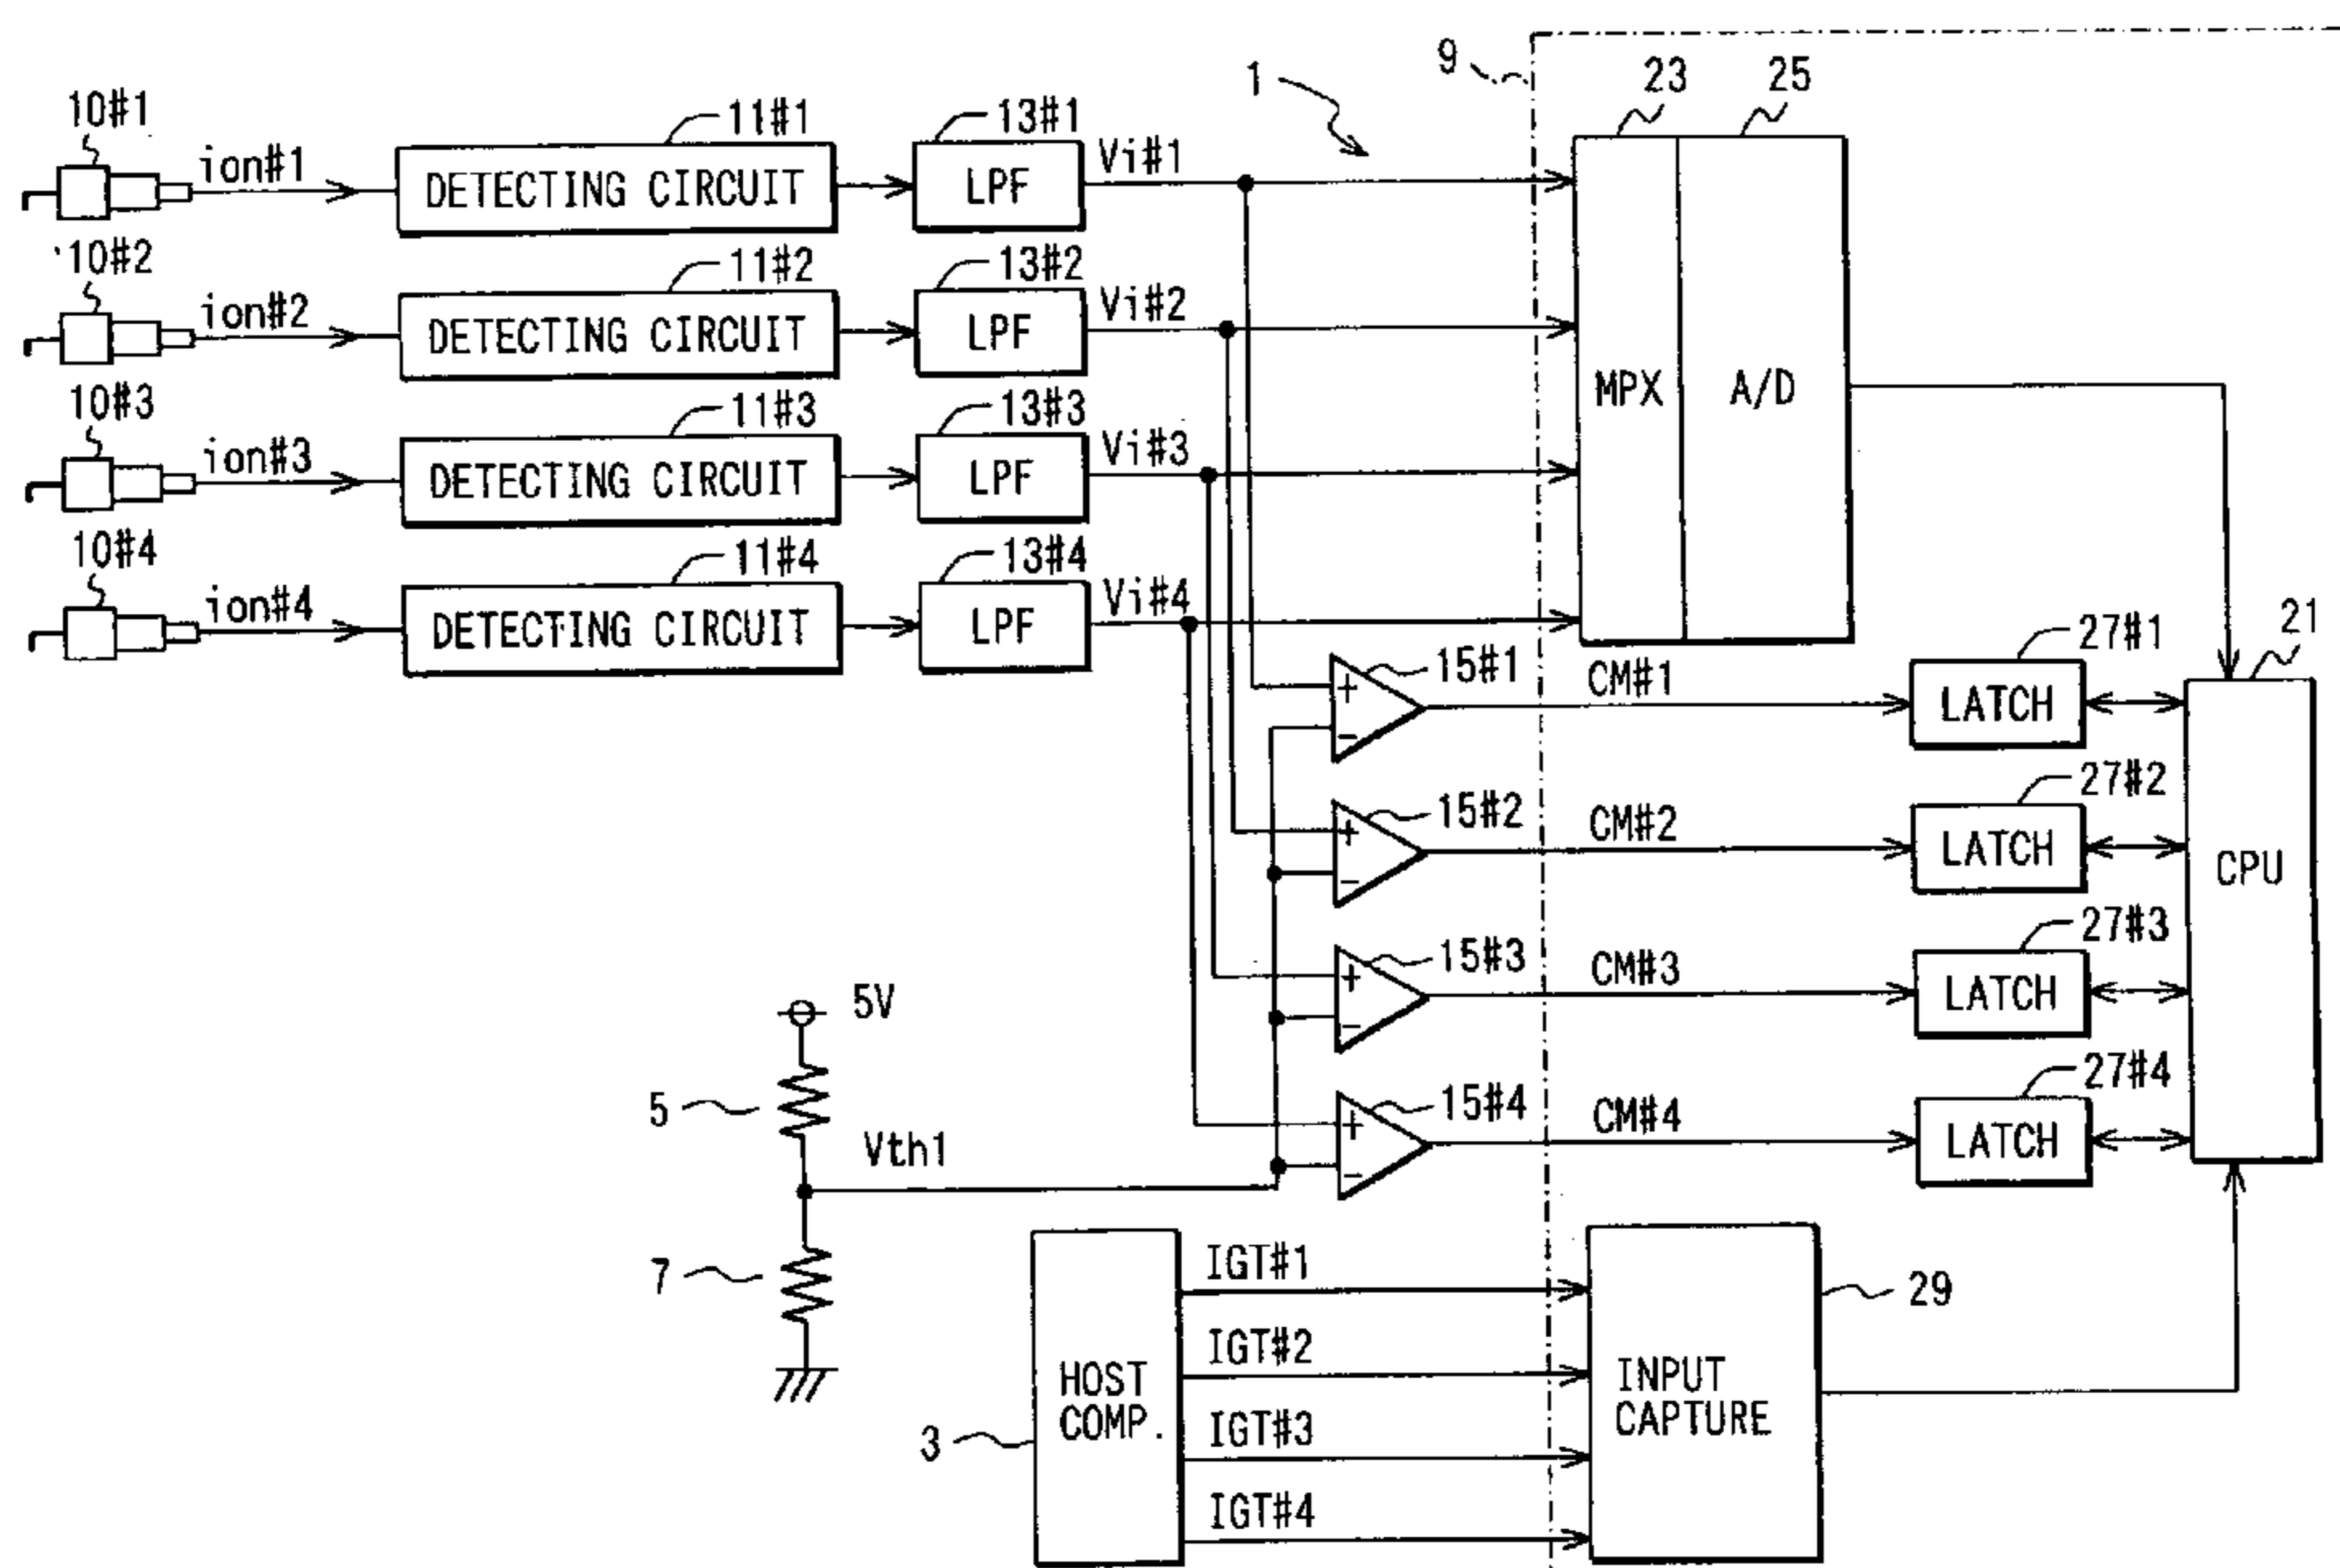 9
23
25
1
10#1
ion#1
11#1
DETECTING CIRCUIT
13#1
LPF
Vi#1
10#2
ion#2
11#2
DETECTING CIRCUIT
13#2
LPF
Vi#2
MPX
A/D
10#3
ion#3
11#3
DETECTING CIRCUIT
13#3
LPF
Vi#3
10#4
ion#4
11#4
DETECTING CIRCUIT
13#4
LPF
Vi#4
15#1
+
-
CM#1
27#1
LATCH
21
CPU
15#2
+
-
CM#2
27#2
LATCH
15#3
+
-
CM#3
27#3
LATCH
15#4
+
-
CM#4
27#4
LATCH
5V
5
Vth1
7
HOST
COMP.
3
IGT#1
IGT#2
IGT#3
IGT#4
INPUT
CAPTURE
29